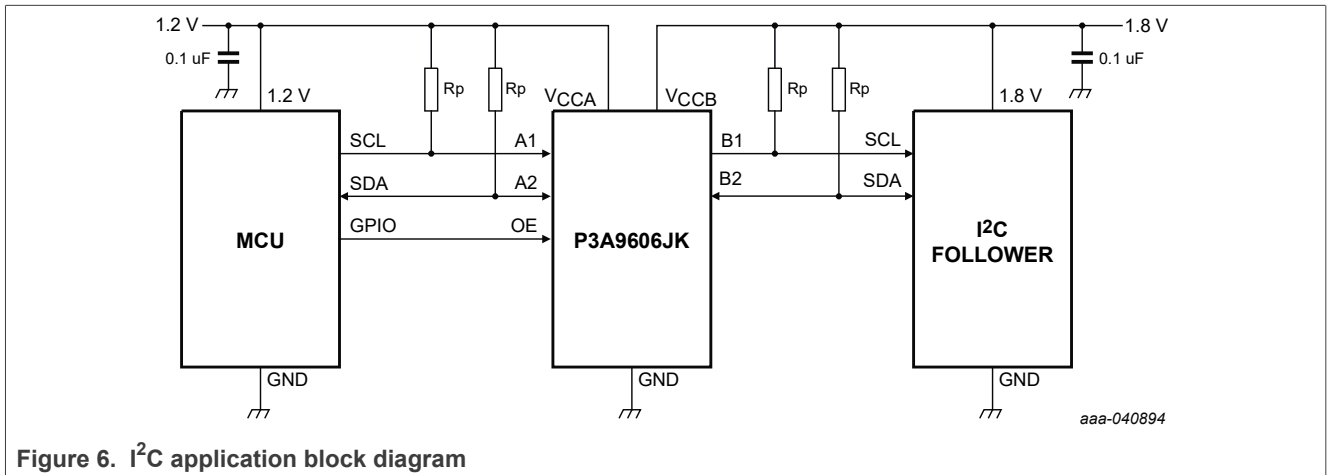 1.2 V
1.8 V
0.1 uF
0.1 uF
Rp
Rp
Rp
Rp
1.2 V
VCCA
VCCB
1.8 V
SCL
A1
B1
SCL
SDA
A2
B2
SDA
GPIO
OE
MCU
P3A9606JK
I2C
FOLLOWER
GND
GND
GND
aaa-040894
Figure 6. I2C application block diagram